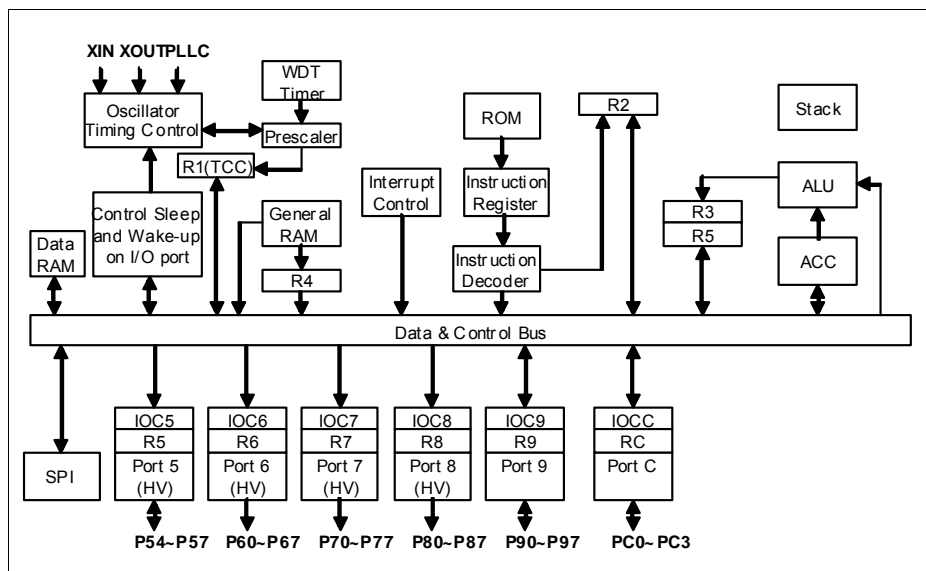 XIN XOUTPLLC
Oscillator
Timing Control
WDT
Timer
Prescaler
R1(TCC)
ROM
R2
Stack
Control Sleep
and Wake-up
on I/O port
Data
RAM
General
RAM
R4
Interrupt
Control
Instruction
Register
Instruction
Decoder
R3
R5
ALU
ACC
Data & Control Bus
SPI
IOC5
R5
Port 5
(HV)
P54~P57
IOC6
R6
Port 6
(HV)
P60~P67
IOC7
R7
Port 7
(HV)
P70~P77
IOC8
R8
Port 8
(HV)
P80~P87
IOC9
R9
Port 9
P90~P97
IOCC
RC
Port C
PC0~PC3